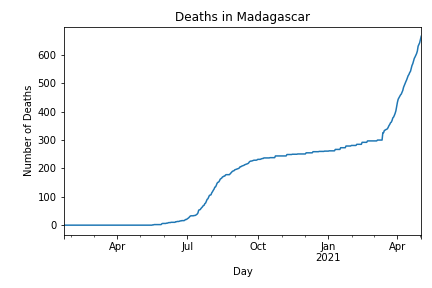 Deaths in Madagascar
Number of Deaths
600
500
400
300
200
100
0
Apr
Jul
Oct
Jan
2021
Apr
Day